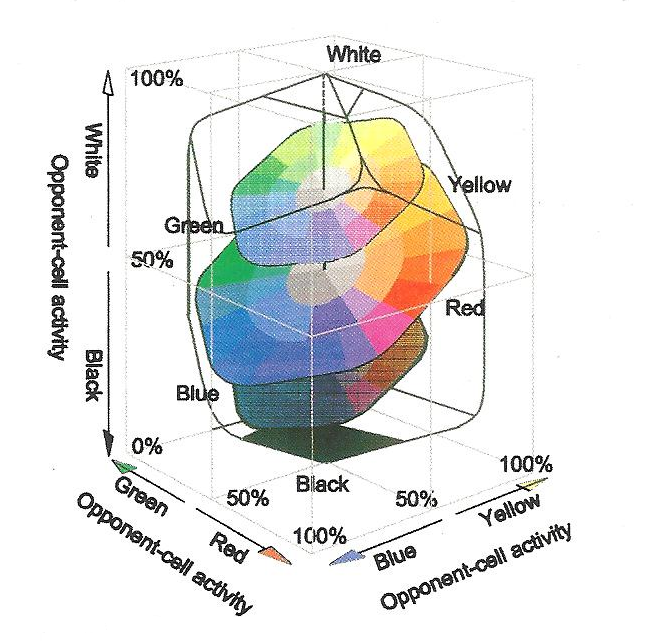 White
100%
White
Yellow
Green
50%
Opponent-cell activity
Red
Black
Blue
0%
100%
Black
Green
50%
50%
Yellow
Opponent-cell activity
Red
100%
Blue
Opponent-cell activity